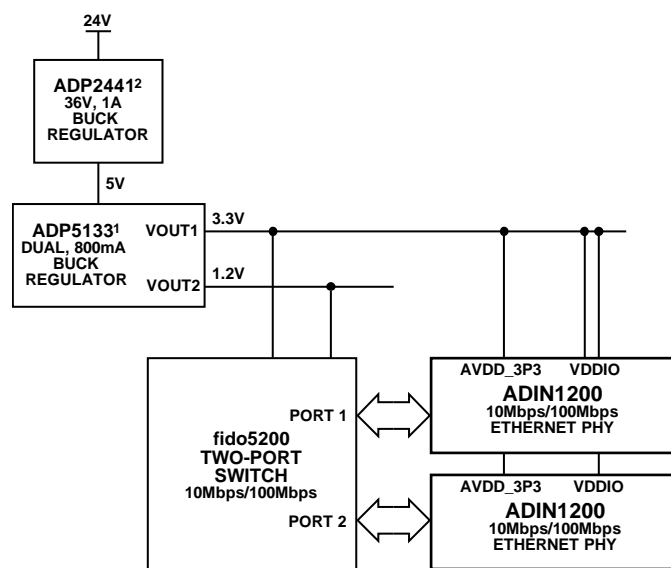 24V
ADP2441²
36V, 1A
BUCK
REGULATOR
5V
ADP5133¹
DUAL, 800mA
BUCK
REGULATOR
VOUT1
3.3V
VOUT2
1.2V
fido5200
TWO-PORT
SWITCH
10Mbps/100Mbps
PORT 1
PORT 2
AVDD_3P3 VDDIO
ADIN1200
10Mbps/100Mbps
ETHERNET PHY
AVDD_3P3 VDDIO
ADIN1200
10Mbps/100Mbps
ETHERNET PHY